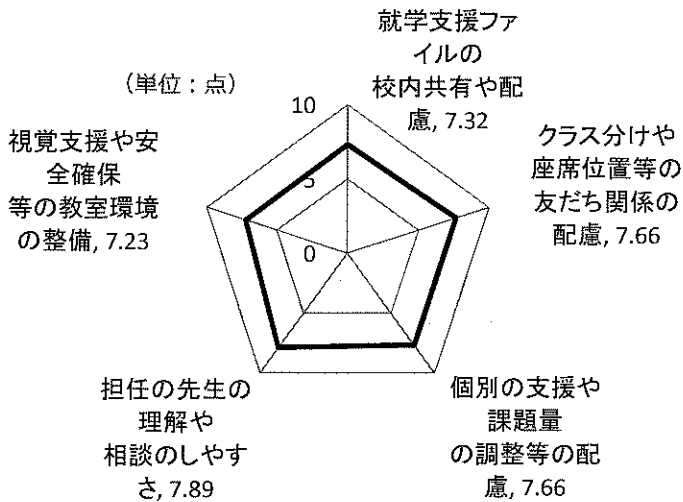 就学支援ファ
イルの
校内共有や配
慮, 7.32
(単位：点)
10
5
0
クラス分けや
座席位置等の
友だち関係の
配慮, 7.66
視覚支援や安
全確保
等の教室環境
の整備, 7.23
担任の先生の
理解や
相談のしやす
さ, 7.89
個別の支援や
課題量
の調整等の配
慮, 7.66